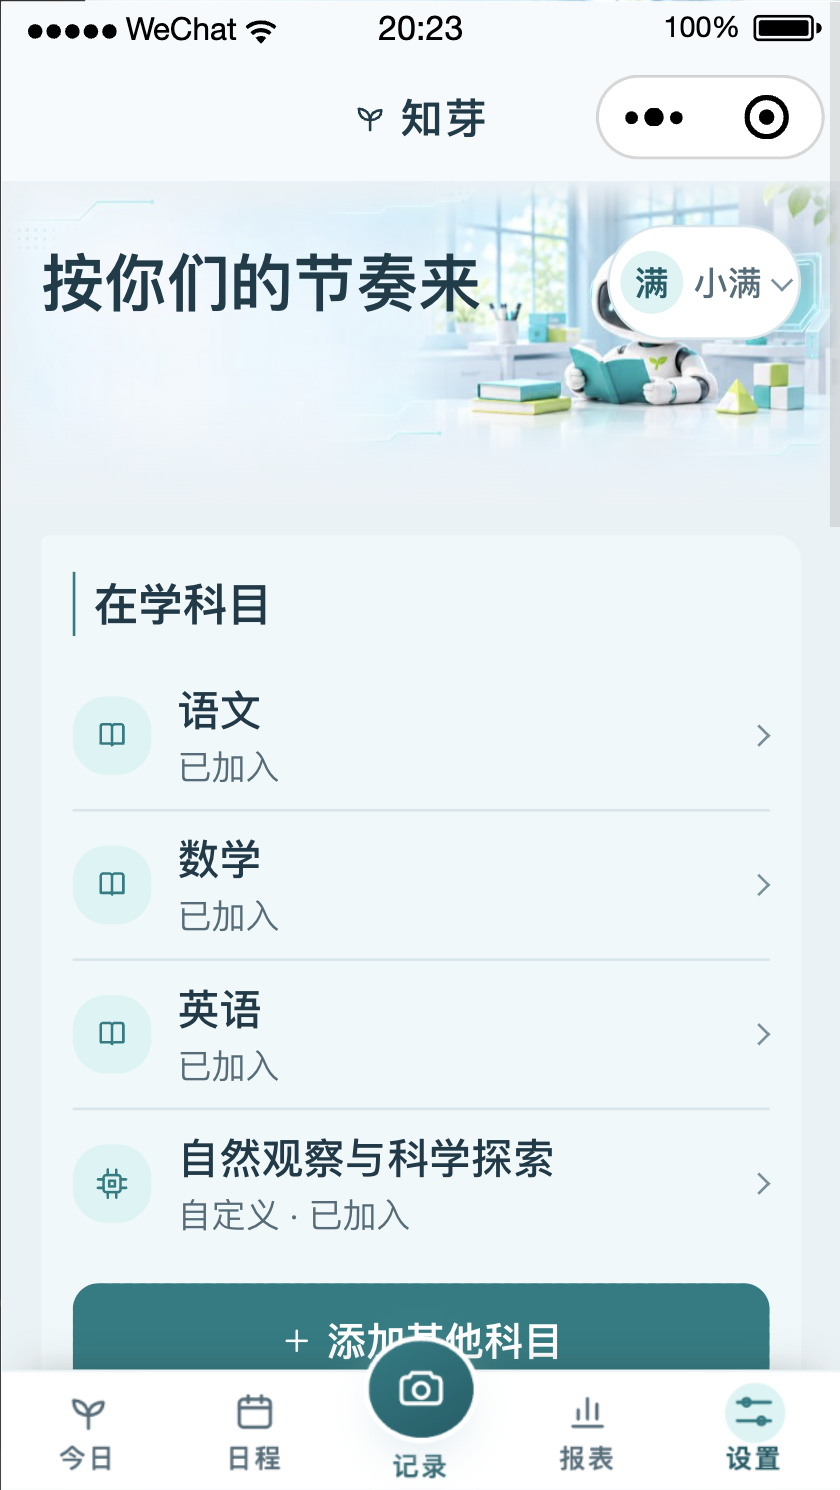 ●●●●● WeChat 20:23 100%
知芽
按你们的节奏来
满 小满
在学科目
语文
已加入
数学
已加入
英语
已加入
自然观察与科学探索
自定义 · 已加入
+ 添加其他科目
今日 日程 记录 报表 设置